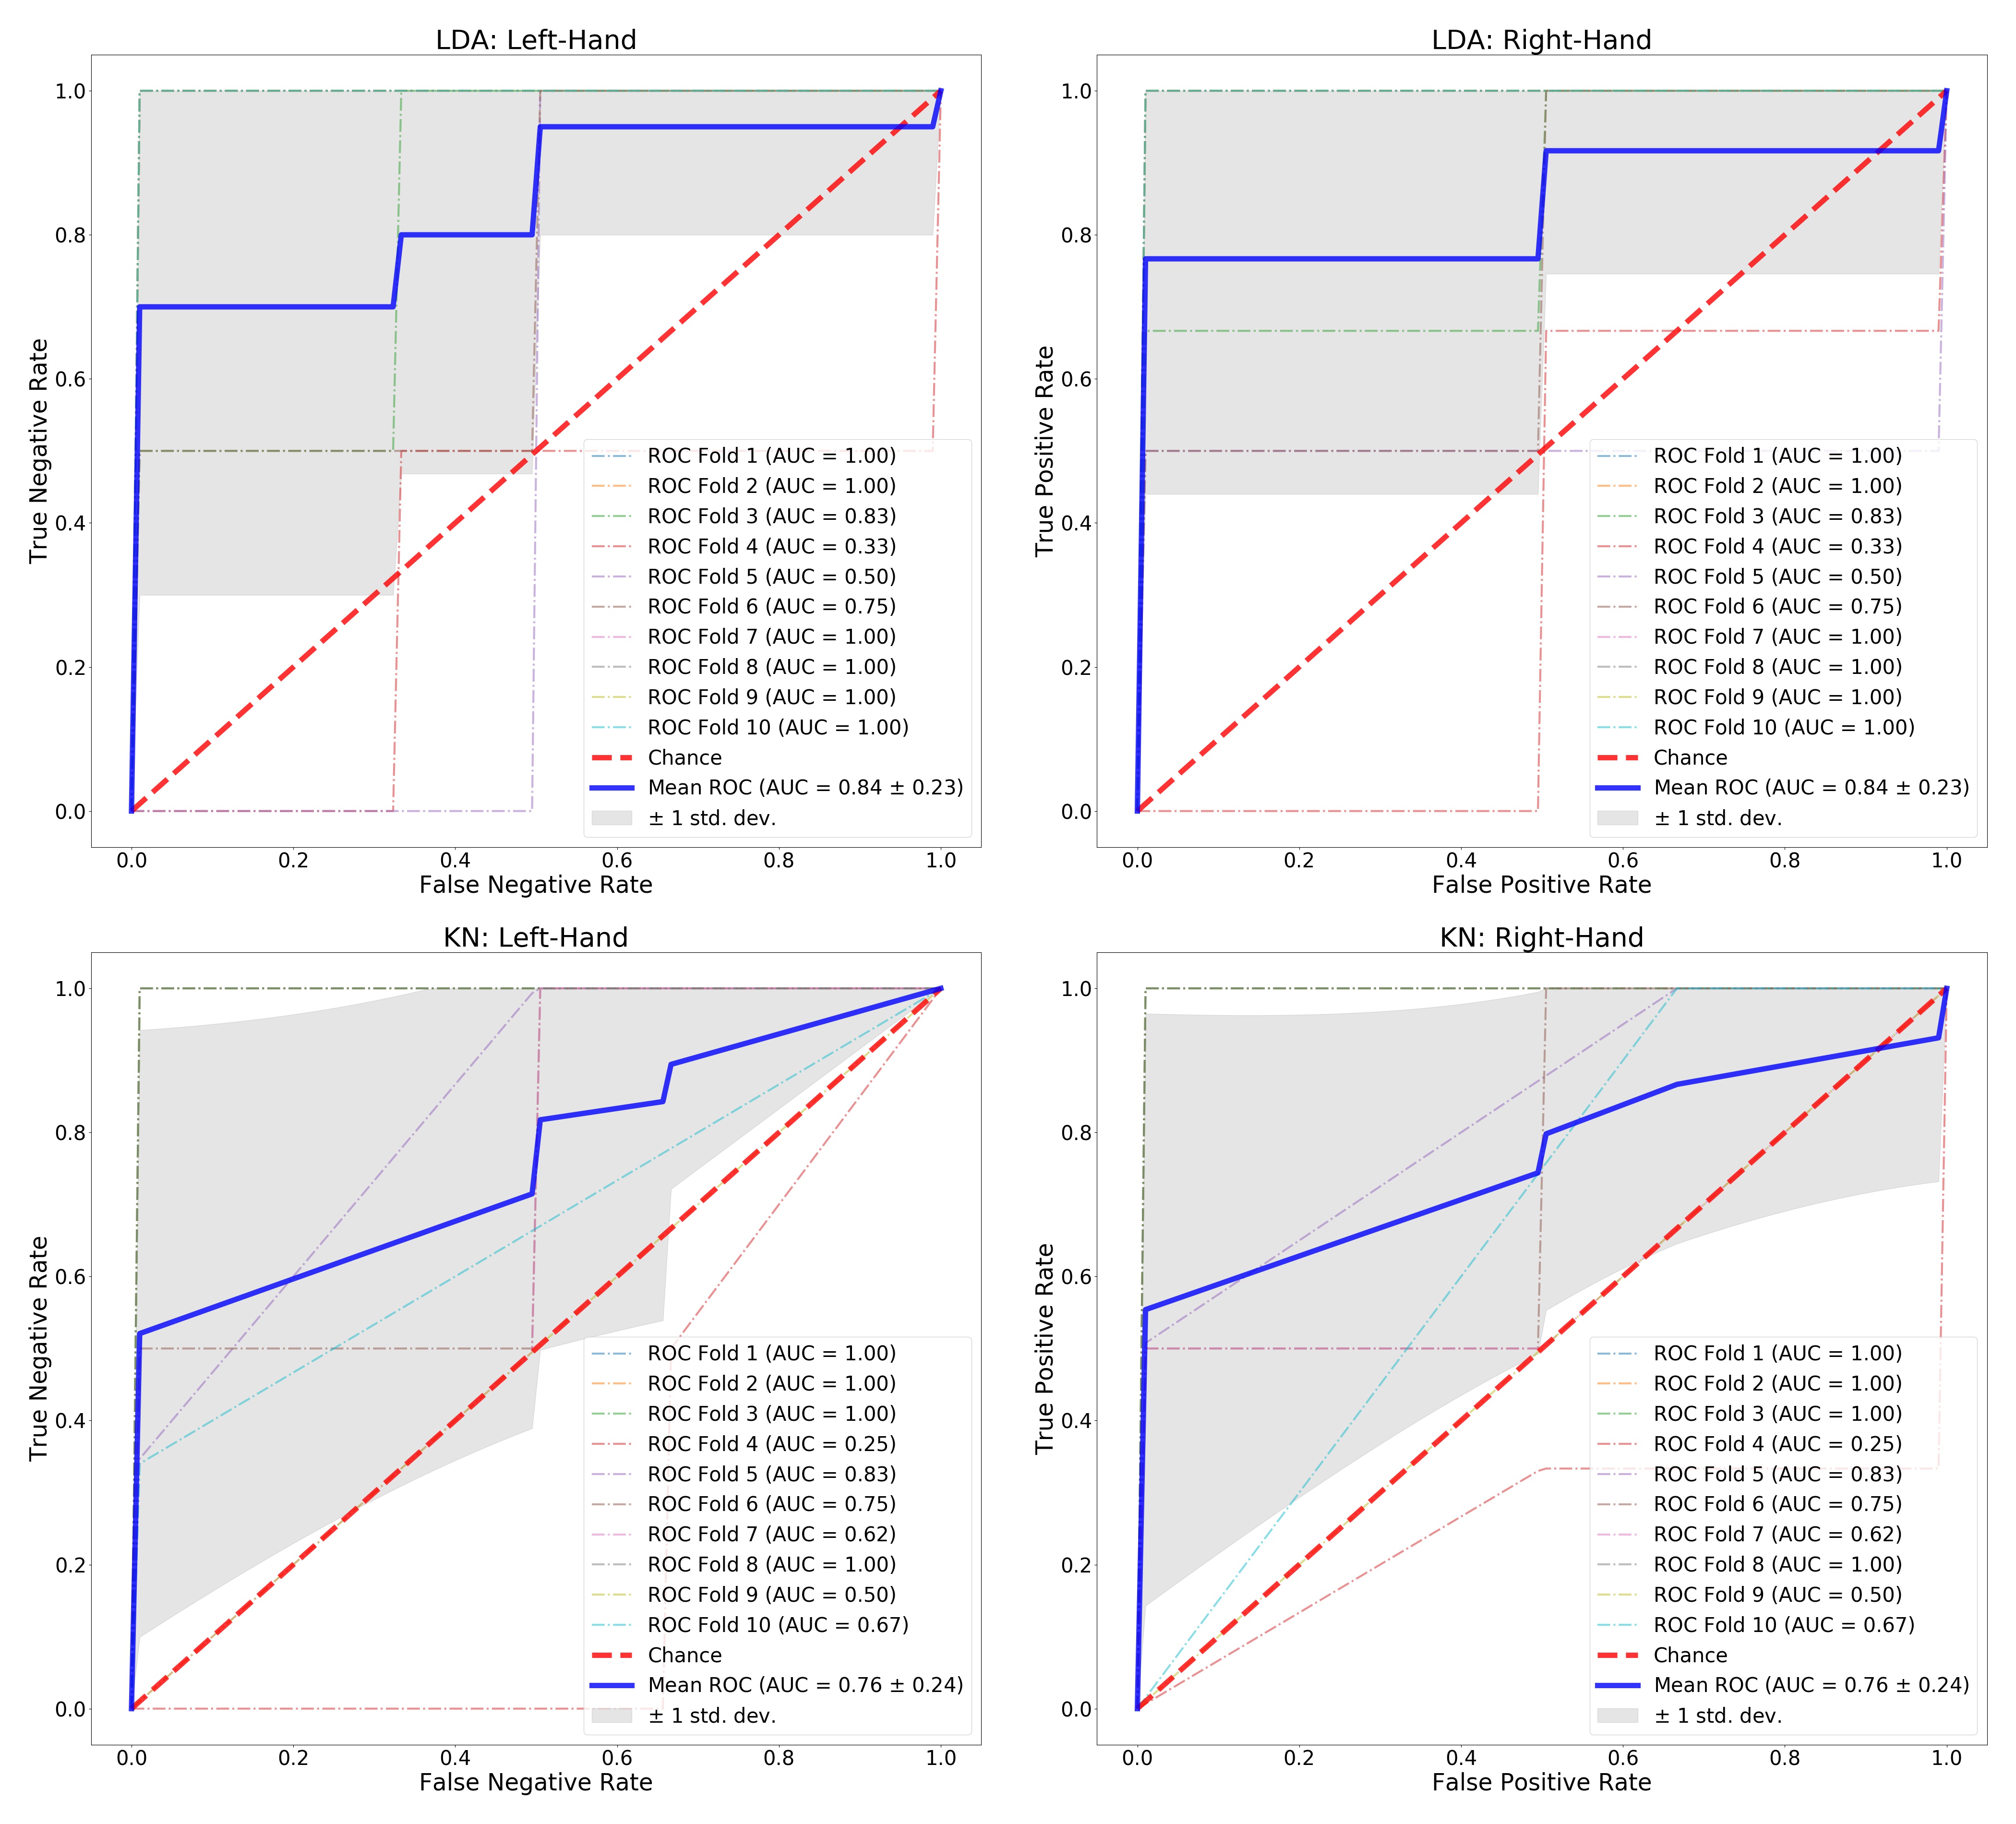 LDA: Left-Hand
True Negative Rate
1.0
0.8
0.6
0.4
0.2
0.0
ROC Fold 1 (AUC = 1.00)
ROC Fold 2 (AUC = 1.00)
ROC Fold 3 (AUC = 0.83)
ROC Fold 4 (AUC = 0.33)
ROC Fold 5 (AUC = 0.50)
ROC Fold 6 (AUC = 0.75)
ROC Fold 7 (AUC = 1.00)
ROC Fold 8 (AUC = 1.00)
ROC Fold 9 (AUC = 1.00)
ROC Fold 10 (AUC = 1.00)
Chance
Mean ROC (AUC = 0.84 ± 0.23)
± 1 std. dev.
0.0 0.2 0.4 0.6 0.8 1.0
False Negative Rate
LDA: Right-Hand
True Positive Rate
1.0
0.8
0.6
0.4
0.2
0.0
ROC Fold 1 (AUC = 1.00)
ROC Fold 2 (AUC = 1.00)
ROC Fold 3 (AUC = 0.83)
ROC Fold 4 (AUC = 0.33)
ROC Fold 5 (AUC = 0.50)
ROC Fold 6 (AUC = 0.75)
ROC Fold 7 (AUC = 1.00)
ROC Fold 8 (AUC = 1.00)
ROC Fold 9 (AUC = 1.00)
ROC Fold 10 (AUC = 1.00)
Chance
Mean ROC (AUC = 0.84 ± 0.23)
± 1 std. dev.
0.0 0.2 0.4 0.6 0.8 1.0
False Positive Rate
KN: Left-Hand
True Negative Rate
1.0
0.8
0.6
0.4
0.2
0.0
ROC Fold 1 (AUC = 1.00)
ROC Fold 2 (AUC = 1.00)
ROC Fold 3 (AUC = 1.00)
ROC Fold 4 (AUC = 0.25)
ROC Fold 5 (AUC = 0.83)
ROC Fold 6 (AUC = 0.75)
ROC Fold 7 (AUC = 0.62)
ROC Fold 8 (AUC = 1.00)
ROC Fold 9 (AUC = 0.50)
ROC Fold 10 (AUC = 0.67)
Chance
Mean ROC (AUC = 0.76 ± 0.24)
± 1 std. dev.
0.0 0.2 0.4 0.6 0.8 1.0
False Negative Rate
KN: Right-Hand
True Positive Rate
1.0
0.8
0.6
0.4
0.2
0.0
ROC Fold 1 (AUC = 1.00)
ROC Fold 2 (AUC = 1.00)
ROC Fold 3 (AUC = 1.00)
ROC Fold 4 (AUC = 0.25)
ROC Fold 5 (AUC = 0.83)
ROC Fold 6 (AUC = 0.75)
ROC Fold 7 (AUC = 0.62)
ROC Fold 8 (AUC = 1.00)
ROC Fold 9 (AUC = 0.50)
ROC Fold 10 (AUC = 0.67)
Chance
Mean ROC (AUC = 0.76 ± 0.24)
± 1 std. dev.
0.0 0.2 0.4 0.6 0.8 1.0
False Positive Rate